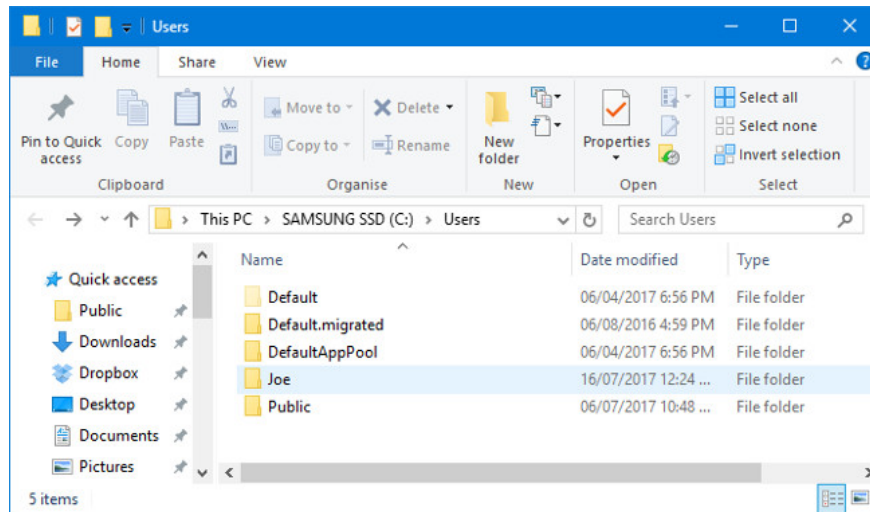 Users
File Home Share View
Pin to Quick access
Copy
Paste
Clipboard
Move to
Copy to
Delete
Rename
Organise
New folder
New
Properties
Open
Select all
Select none
Invert selection
Select
This PC > SAMSUNG SSD (C:) > Users
Search Users
Quick access
Public
Downloads
Dropbox
Desktop
Documents
Pictures
Name Date modified Type
Default 06/04/2017 6:56 PM File folder
Default.migrated 06/08/2016 4:59 PM File folder
DefaultAppPool 06/04/2017 6:56 PM File folder
Joe 16/07/2017 12:24 ... File folder
Public 06/07/2017 10:48 ... File folder
5 items